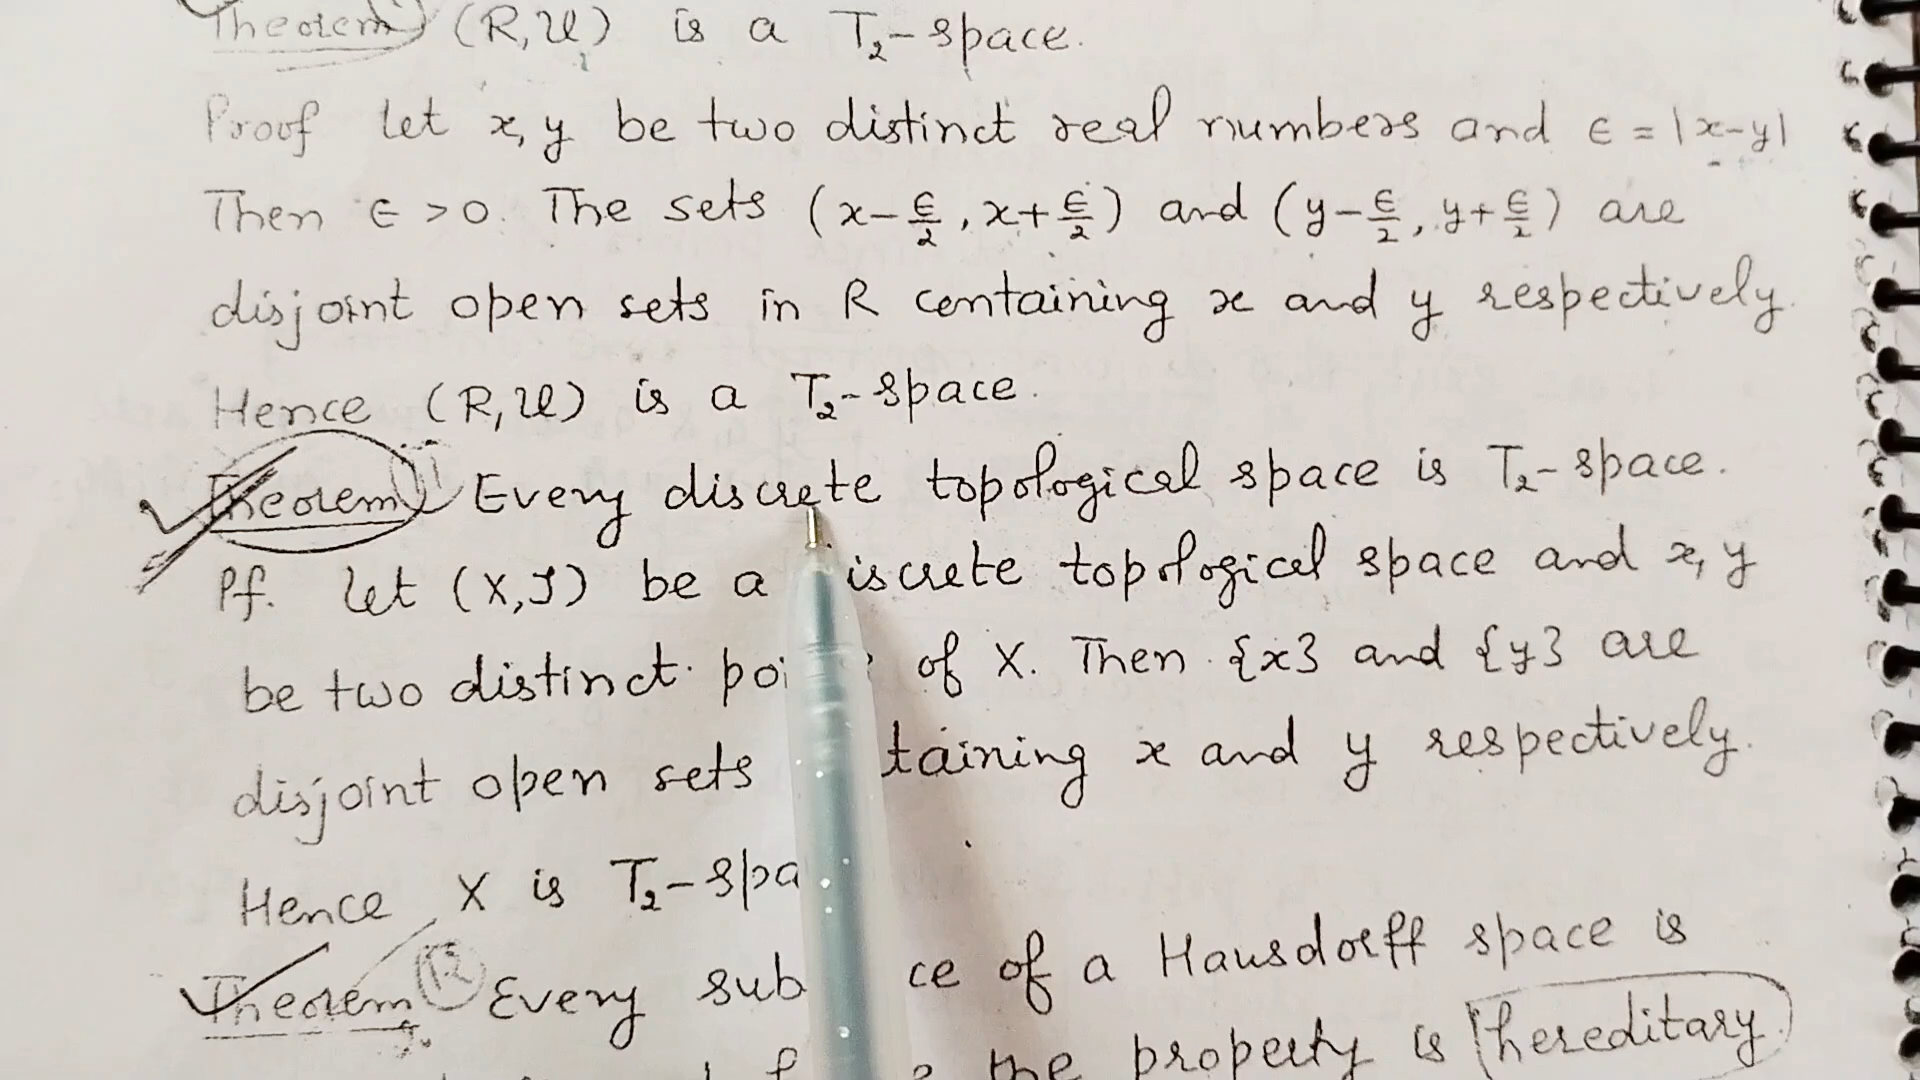 Theorem (R,U) is a T₂-space.
Proof let x, y be two distinct real numbers and ϵ = |x-y|
Then ϵ > 0. The sets (x-ϵ/2, x+ϵ/2) and (y-ϵ/2, y+ϵ/2) are
disjoint open sets in R containing x and y respectively.
Hence (R,U) is a T₂-space.
Theorem 11 Every discrete topological space is T₂-space.
Pf. let (X,J) be a iscrete topological space and x, y
be two distinct poi of X. Then {x} and {y} are
disjoint open sets taining x and y respectively.
Hence X is T₂-spa
Theorem 12 Every sub ce of a Hausdorff space is
the property is hereditary